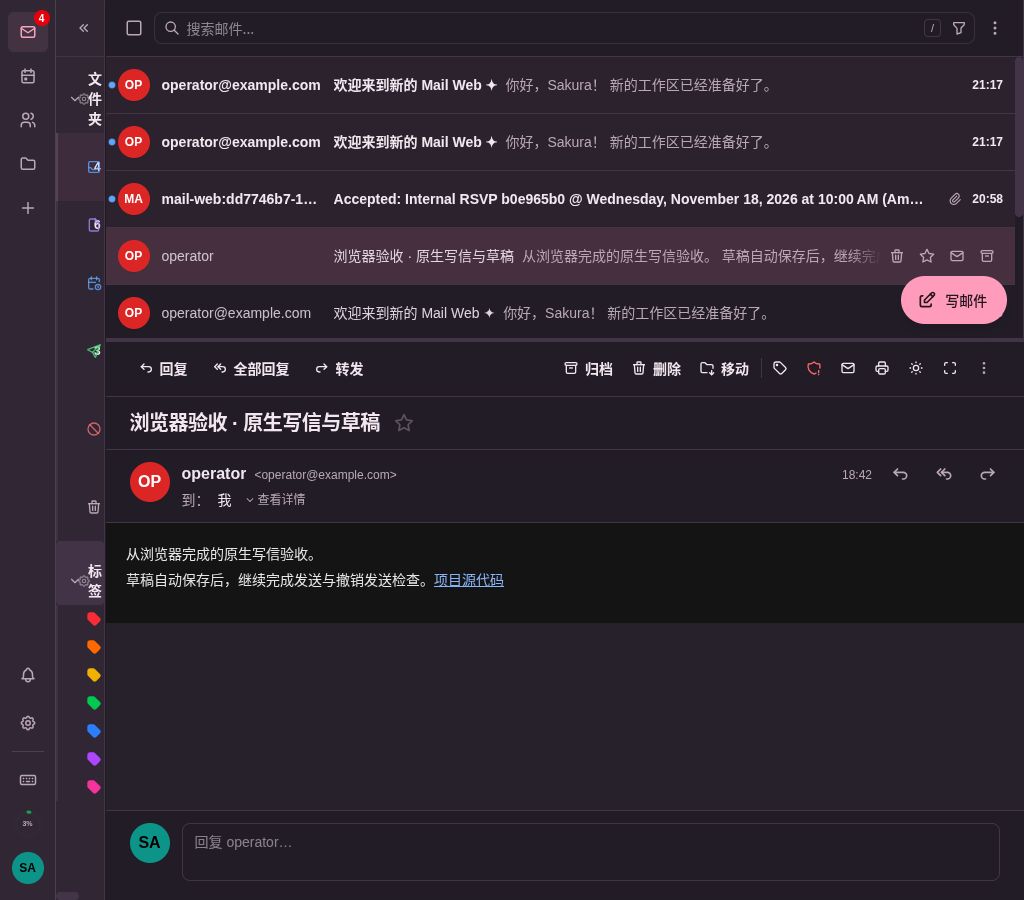 4
搜索邮件...
/
文件夹
4
6
3
标签
3%
SA
OP operator@example.com 欢迎来到新的 Mail Web ✦ 你好，Sakura！ 新的工作区已经准备好了。 21:17
OP operator@example.com 欢迎来到新的 Mail Web ✦ 你好，Sakura！ 新的工作区已经准备好了。 21:17
MA mail-web:dd7746b7-1… Accepted: Internal RSVP b0e965b0 @ Wednesday, November 18, 2026 at 10:00 AM (Am… 20:58
OP operator 浏览器验收 · 原生写信与草稿 从浏览器完成的原生写信验收。 草稿自动保存后，继续完
OP operator@example.com 欢迎来到新的 Mail Web ✦ 你好，Sakura！ 新的工作区已经准备好了。
写邮件
回复 全部回复 转发 归档 删除 移动
浏览器验收 · 原生写信与草稿
OP operator <operator@example.com> 18:42
到： 我 查看详情
从浏览器完成的原生写信验收。
草稿自动保存后，继续完成发送与撤销发送检查。项目源代码
SA 回复 operator…